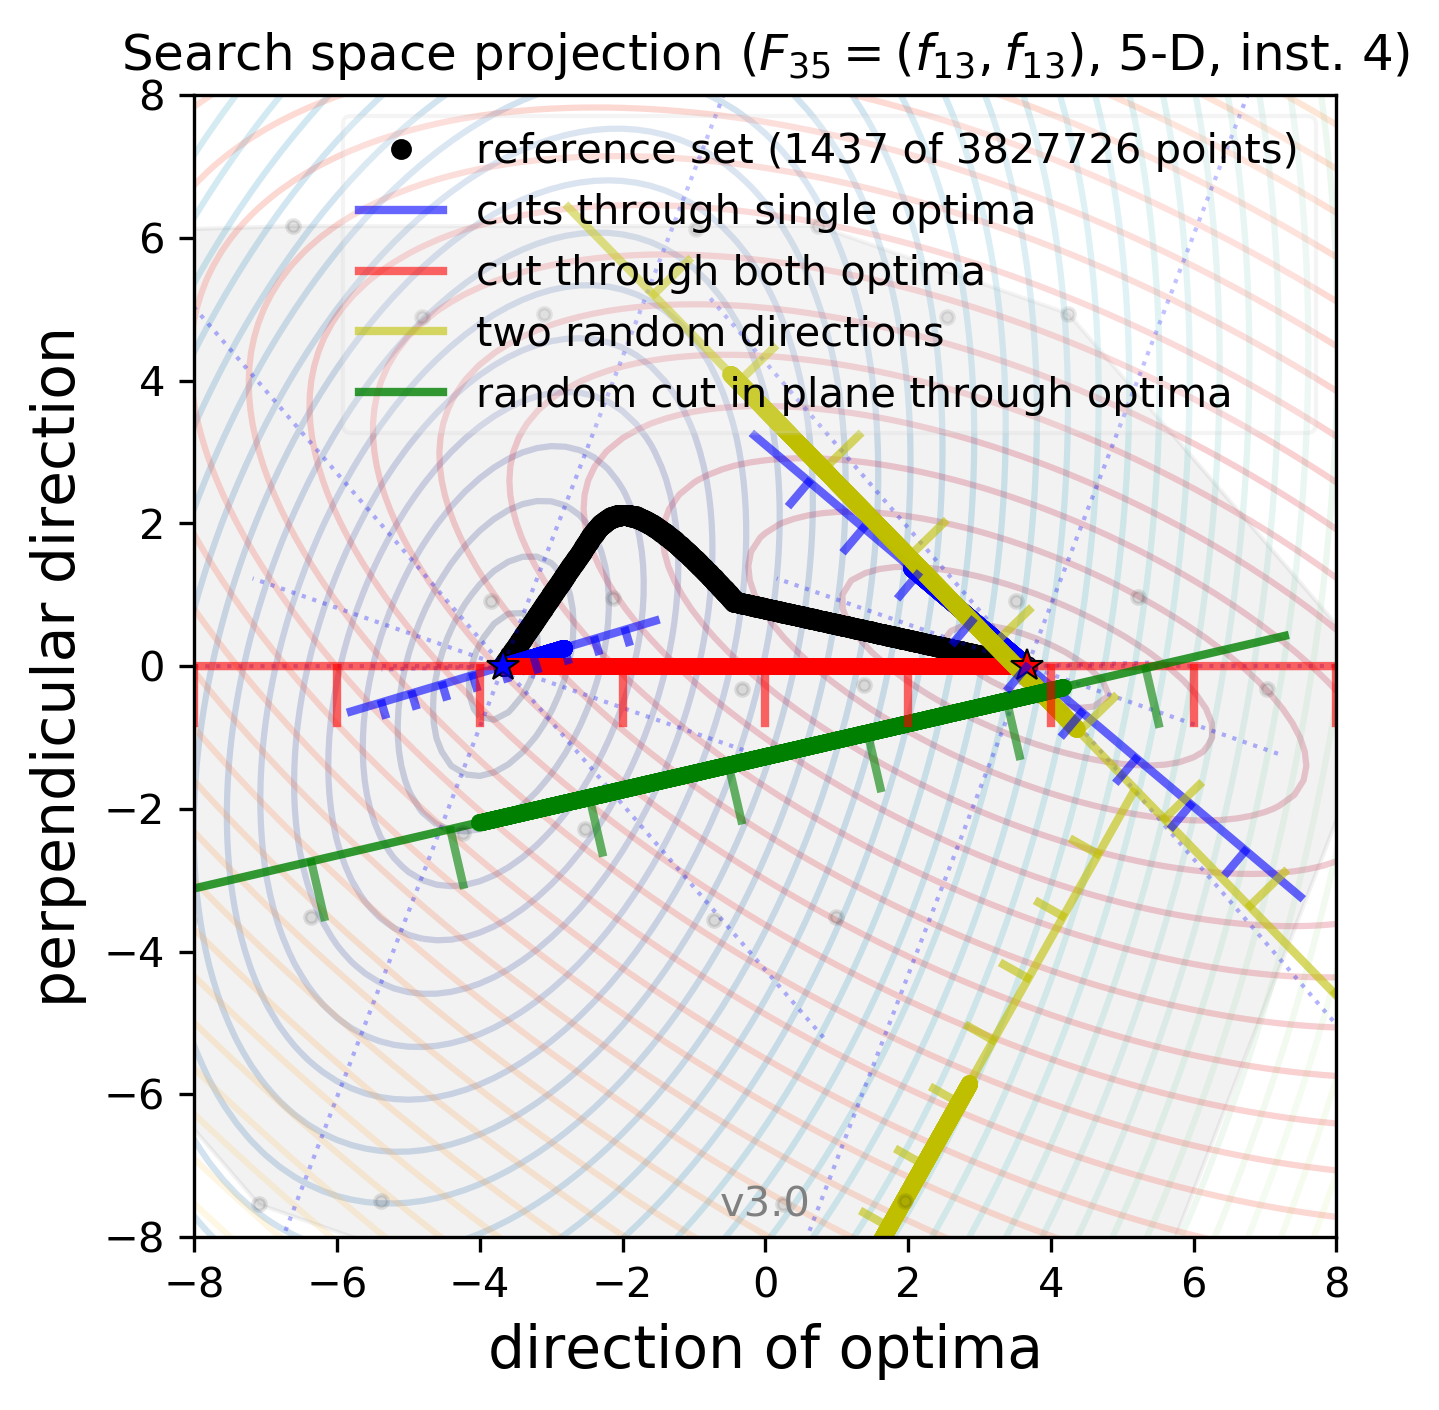 Search space projection (F35 = (f13, f13), 5-D, inst. 4)
reference set (1437 of 3827726 points)
cuts through single optima
cut through both optima
two random directions
random cut in plane through optima
perpendicular direction
8
6
4
2
0
−2
−4
−6
−8
v3.0
−8 −6 −4 −2 0 2 4 6 8
direction of optima